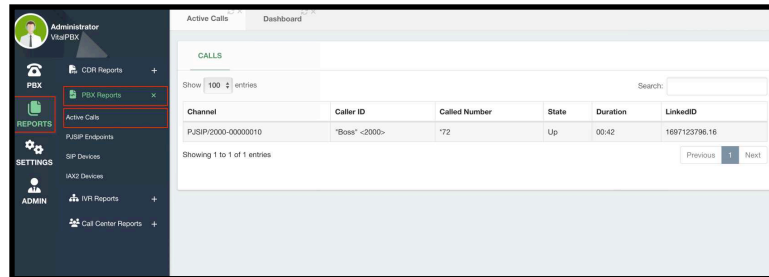 Administrator
VitalPBX
PBX
REPORTS
SETTINGS
ADMIN
CDR Reports +
PBX Reports ×
Active Calls
PJSIP Endpoints
SIP Devices
IAX2 Devices
IVR Reports +
Call Center Reports +
Active Calls Dashboard
CALLS
Show 100 entries Search:
Channel Caller ID Called Number State Duration LinkedID
PJSIP/2000-00000010 "Boss" <2000> *72 Up 00:42 1697123796.16
Showing 1 to 1 of 1 entries Previous 1 Next